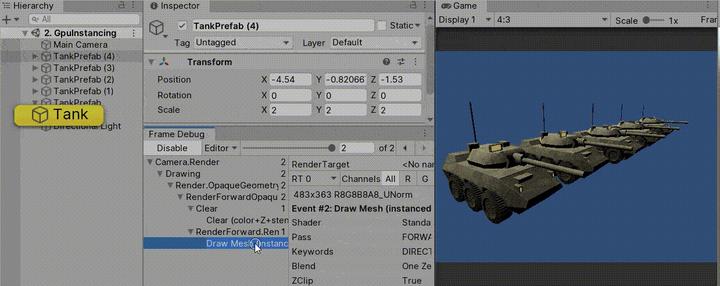 Hierarchy
All
2. GpuInstancing
Main Camera
TankPrefab (4)
TankPrefab (3)
TankPrefab (2)
TankPrefab (1)
TankPrefab
Tank
Directional Light
Inspector
TankPrefab (4)
Static
Tag Untagged Layer Default
Transform
Position X -4.54 Y -0.82066 Z -1.53
Rotation X 0 Y 0 Z 0
Scale X 2 Y 2 Z 2
Frame Debug
Disable Editor 2 of 2
Camera.Render 2
Drawing 2
Render.OpaqueGeometry 2
RenderForwardOpaqu 2
Clear 1
Clear (color+Z+sten
RenderForward.Ren 1
Draw Mesh (instanc
RenderTarget <No nam
RT 0 Channels All R G
483x363 R8G8B8A8_UNorm
Event #2: Draw Mesh (instanced
Shader Standa
Pass FORWA
Keywords DIRECT
Blend One Ze
ZClip True
Game
Display 1 4:3 Scale 1x Frar